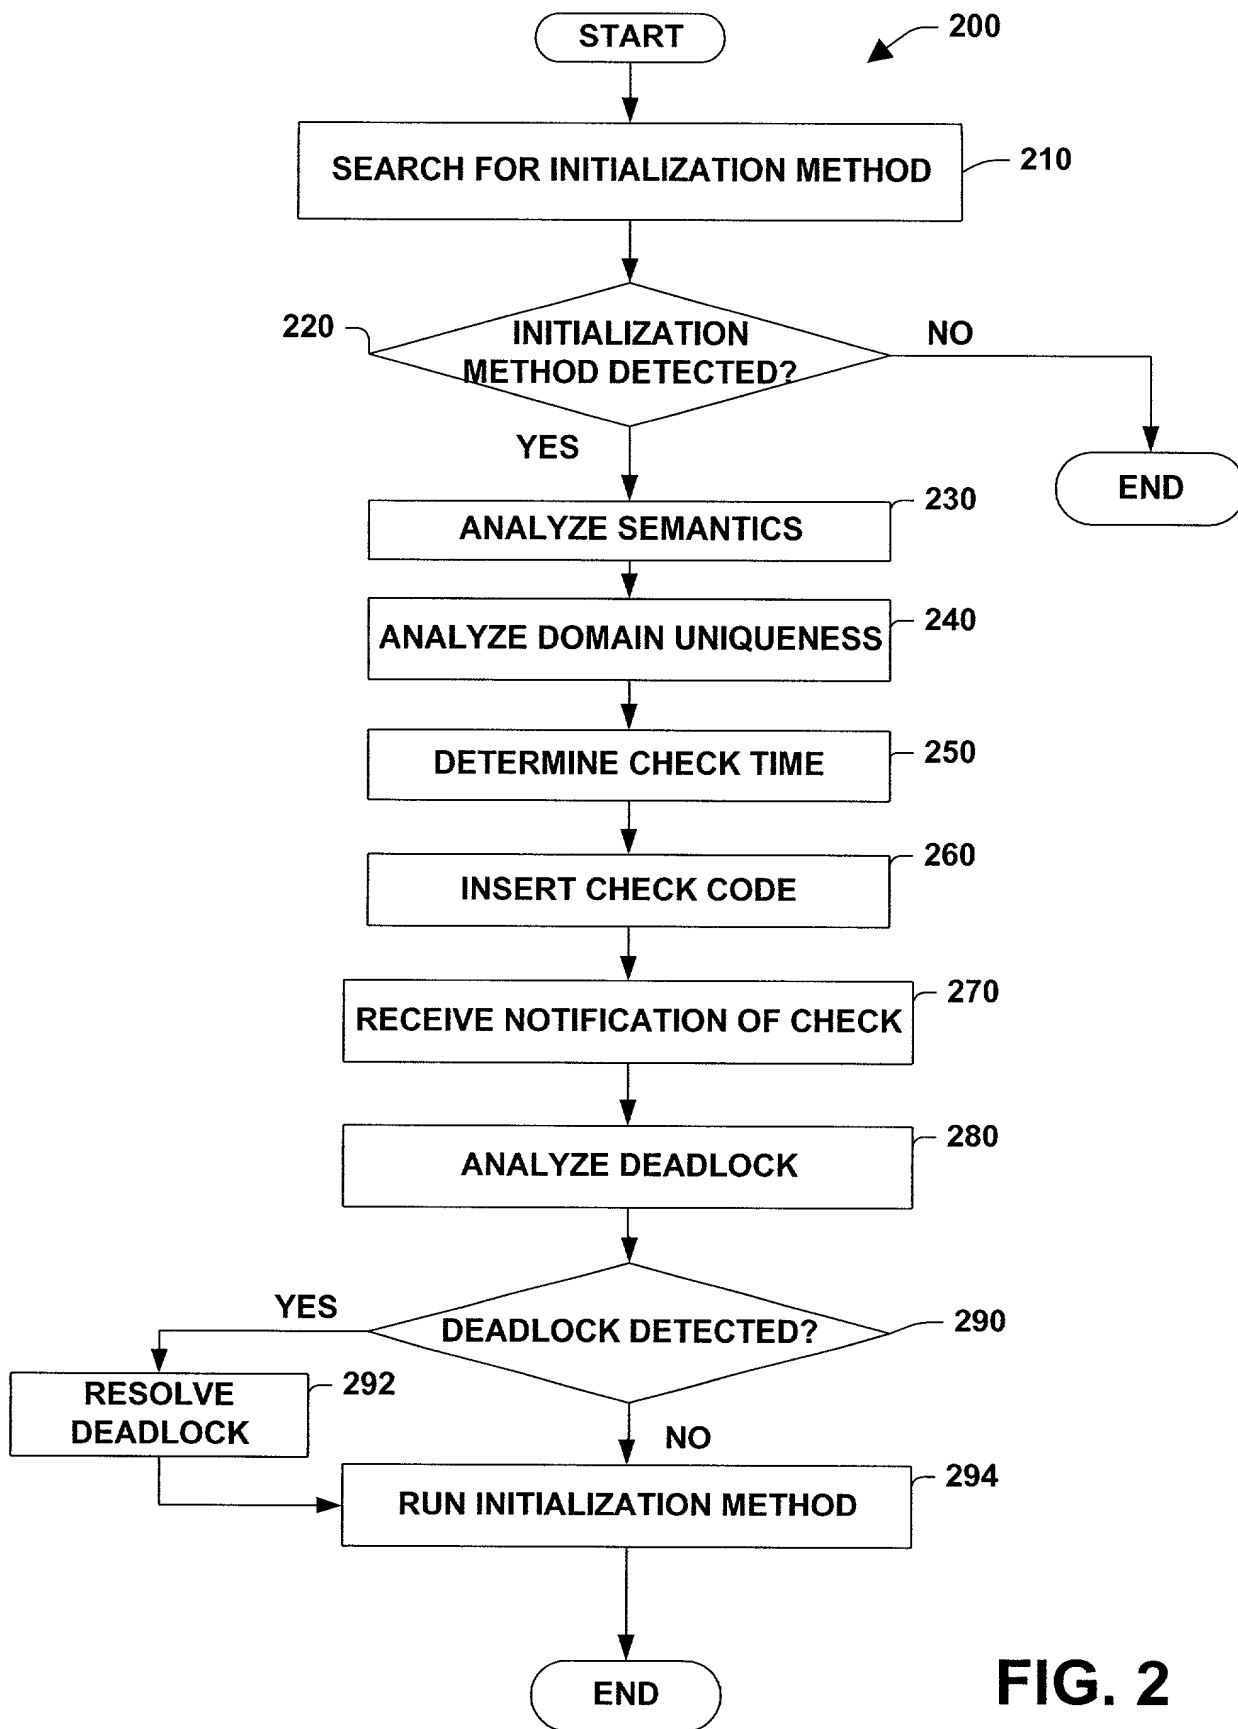 START
200
SEARCH FOR INITIALIZATION METHOD
210
220
INITIALIZATION
METHOD DETECTED?
NO
YES
END
230
ANALYZE SEMANTICS
240
ANALYZE DOMAIN UNIQUENESS
250
DETERMINE CHECK TIME
260
INSERT CHECK CODE
270
RECEIVE NOTIFICATION OF CHECK
280
ANALYZE DEADLOCK
YES
DEADLOCK DETECTED?
290
RESOLVE
DEADLOCK
292
NO
RUN INITIALIZATION METHOD
294
END
FIG. 2